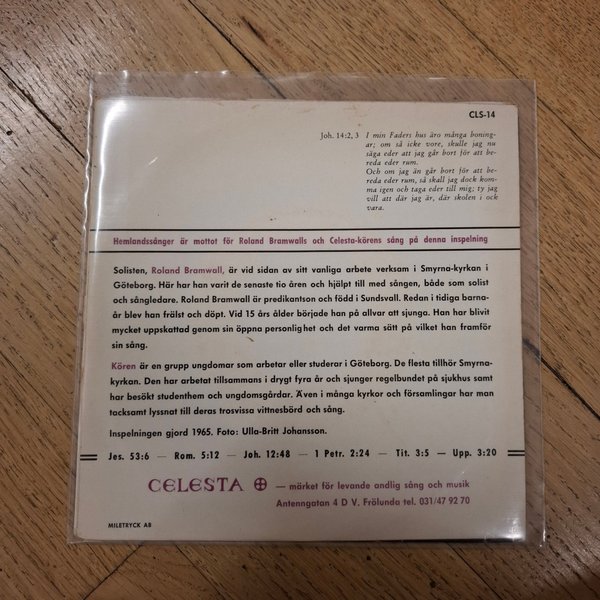 CLS-14
Joh. 14:2, 3 I min Faders hus äro många boning-
ar; om så icke vore, skulle jag nu
säga eder att jag går bort för att be-
reda eder rum.
Och om jag än går bort för att be-
reda eder rum, så skall jag dock kom-
ma igen och taga eder till mig; ty jag
vill att där jag är, där skolen i ock
vara.
Hemlandssånger är mottot för Roland Bramwalls och Celesta-körens sång på denna inspelning
Solisten, Roland Bramwall, är vid sidan av sitt vanliga arbete verksam i Smyrna-kyrkan i
Göteborg. Här har han varit de senaste tio åren och hjälpt till med sången, både som solist
och sångledare. Roland Bramwall är predikantson och född i Sundsvall. Redan i tidiga barna-
år blev han frälst och döpt. Vid 15 års ålder började han på allvar att sjunga. Han har blivit
mycket uppskattad genom sin öppna personlighet och det varma sätt på vilket han framför
sin sång.
Kören är en grupp ungdomar som arbetar eller studerar i Göteborg. De flesta tillhör Smyrna-
kyrkan. Den har arbetat tillsammans i drygt fyra år och sjunger regelbundet på sjukhus samt
har besökt studenthem och ungdomsgårdar. Även i många kyrkor och församlingar har man
tacksamt lyssnat till deras trosvissa vittnesbörd och sång.
Inspelningen gjord 1965. Foto: Ulla-Britt Johansson.
Jes. 53:6 — Rom. 5:12 — Joh. 12:48 — 1 Petr. 2:24 — Tit. 3:5 — Upp. 3:20
CELESTA — märket för levande andlig sång och musik
Antenngatan 4 D V. Frölunda tel. 031/47 92 70
MILETRYCK AB